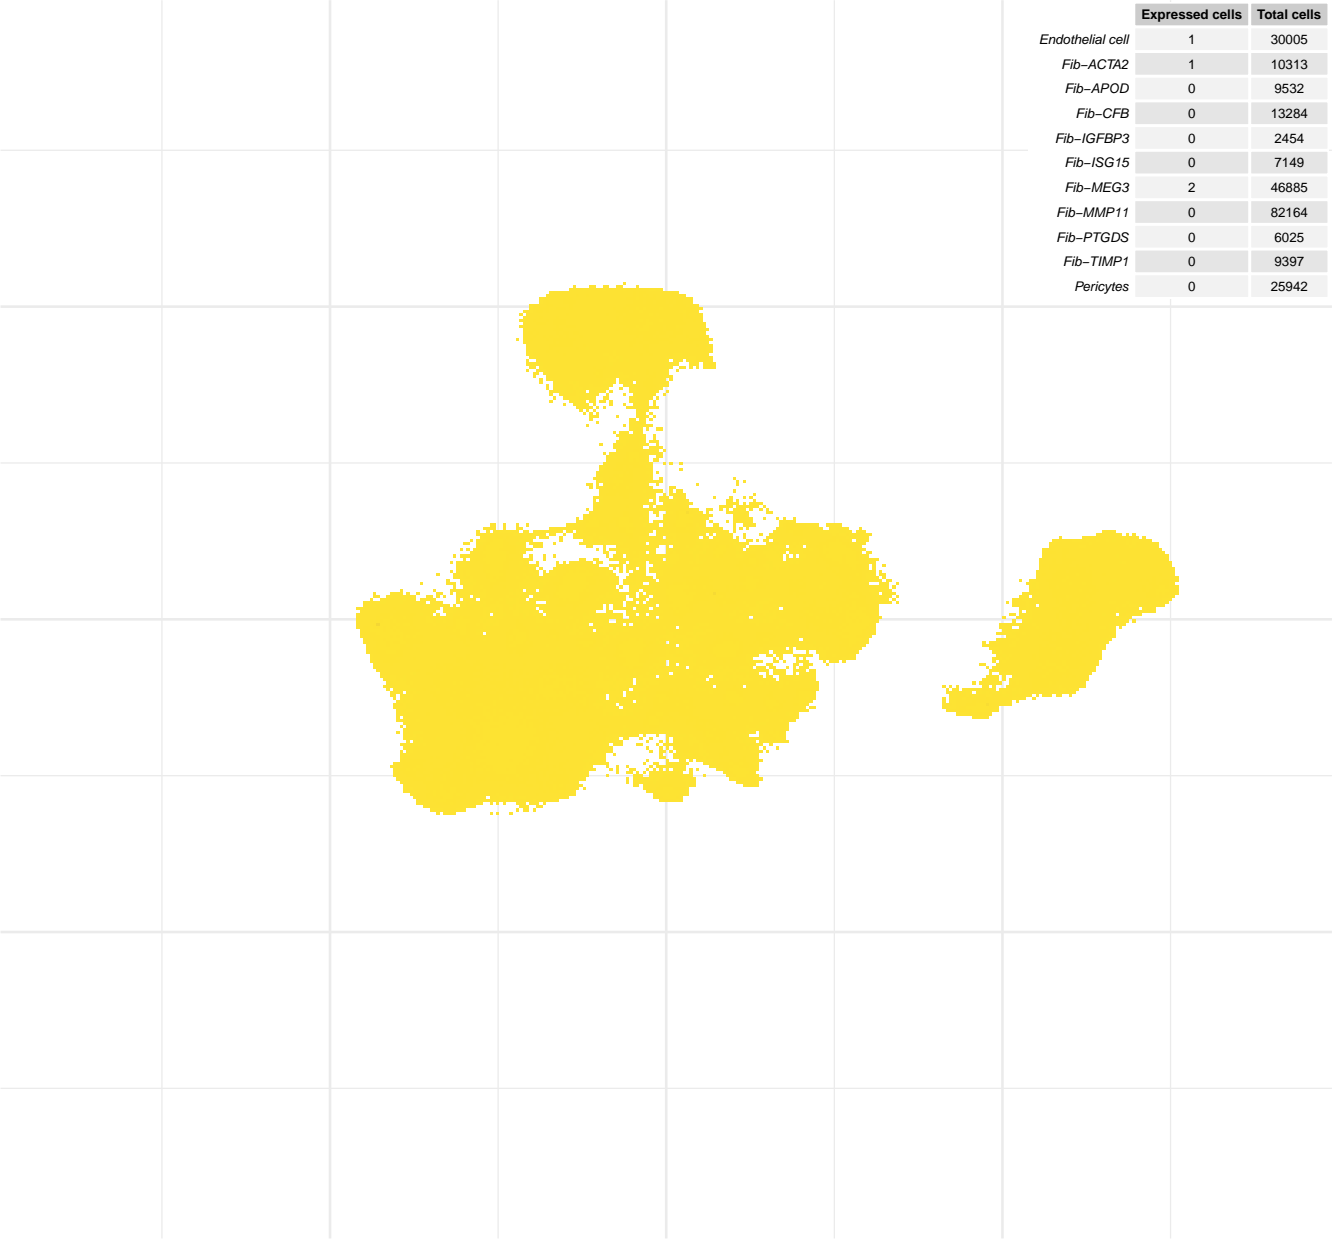 Expressed cells Total cells
Endothelial cell 1 30005
Fib−ACTA2 1 10313
Fib−APOD 0 9532
Fib−CFB 0 13284
Fib−IGFBP3 0 2454
Fib−ISG15 0 7149
Fib−MEG3 2 46885
Fib−MMP11 0 82164
Fib−PTGDS 0 6025
Fib−TIMP1 0 9397
Pericytes 0 25942